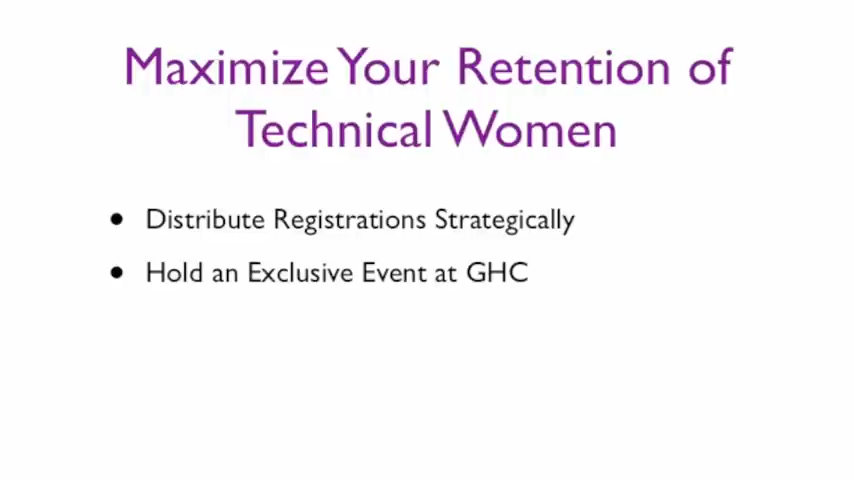 Maximize Your Retention of
Technical Women
• Distribute Registrations Strategically
• Hold an Exclusive Event at GHC